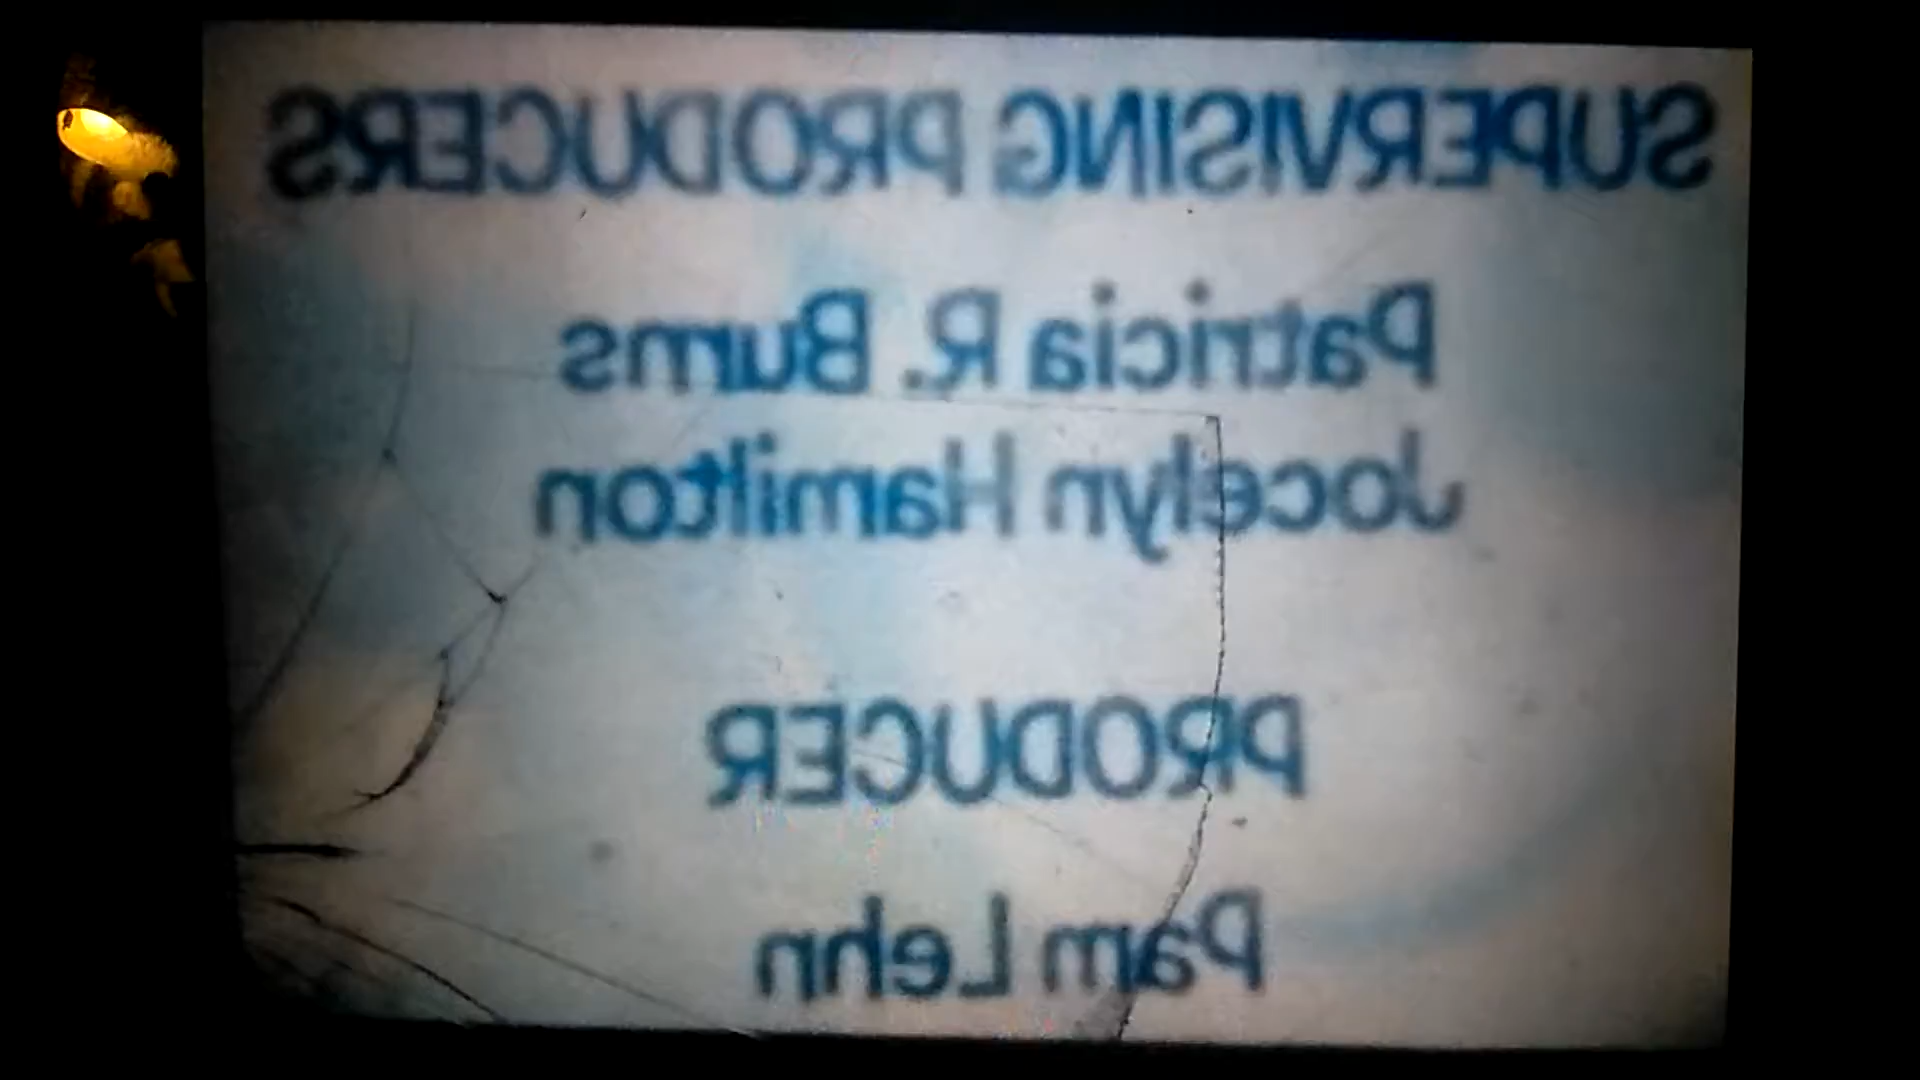 SUPERVISING PRODUCERS
Patricia R. Burns
Jocelyn Hamilton
PRODUCER
Pam Lehn